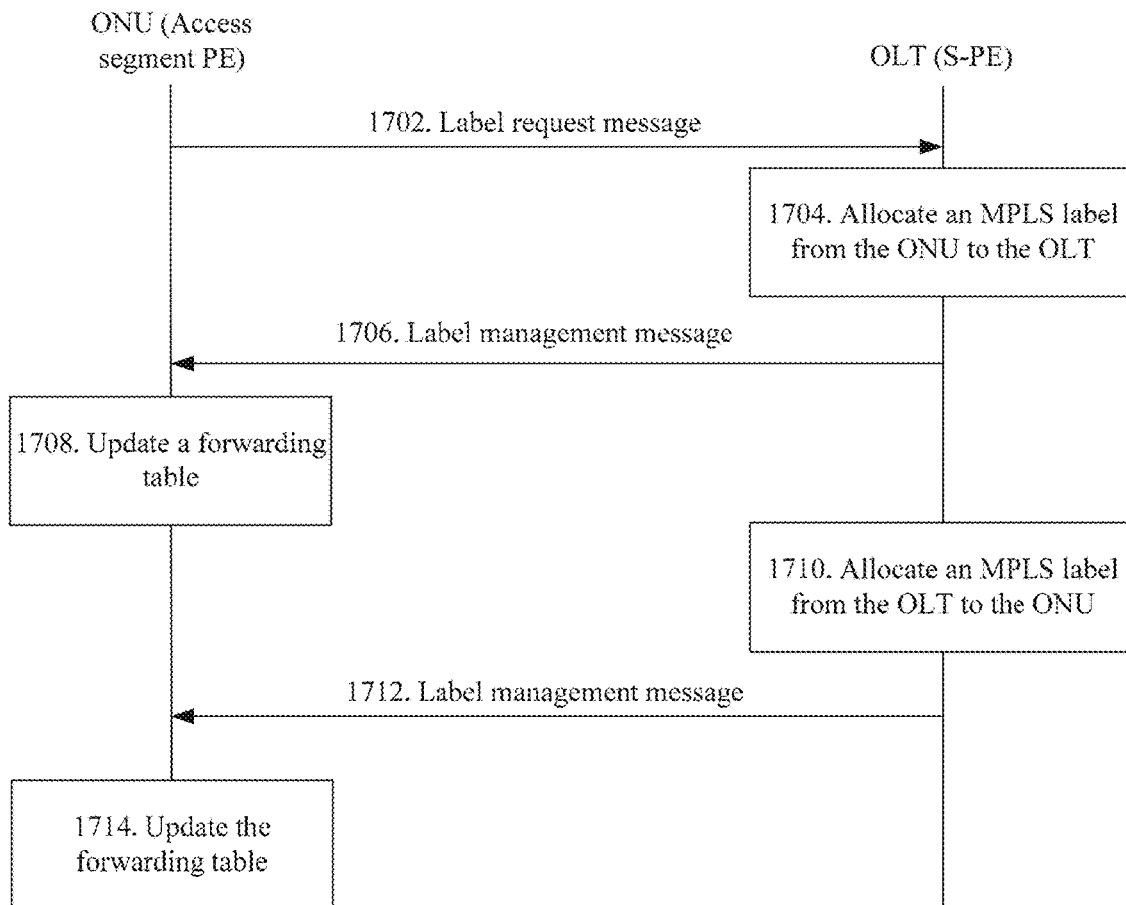 ONU (Access
segment PE)
OLT (S-PE)
1702. Label request message
1704. Allocate an MPLS label
from the ONU to the OLT
1706. Label management message
1708. Update a forwarding
table
1710. Allocate an MPLS label
from the OLT to the ONU
1712. Label management message
1714. Update the
forwarding table